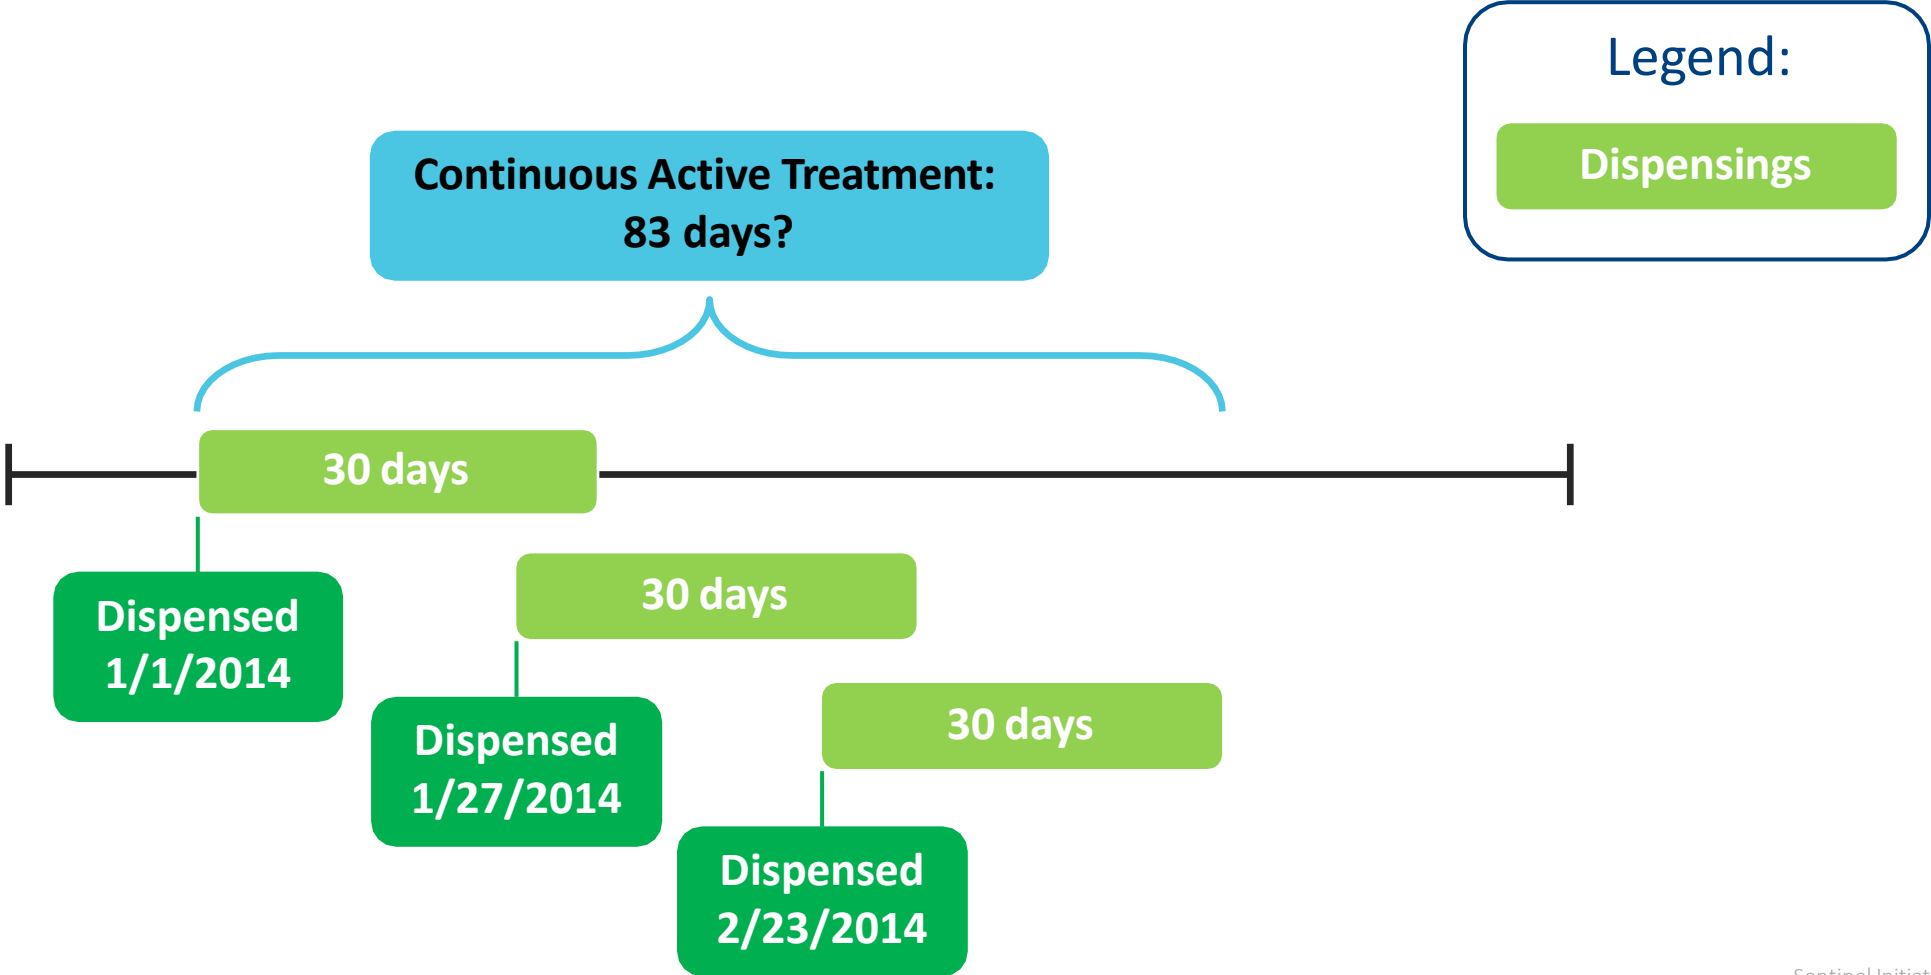 Legend:
Dispensings
Continuous Active Treatment:
83 days?
30 days
Dispensed
1/1/2014
30 days
Dispensed
1/27/2014
30 days
Dispensed
2/23/2014
Sentinel